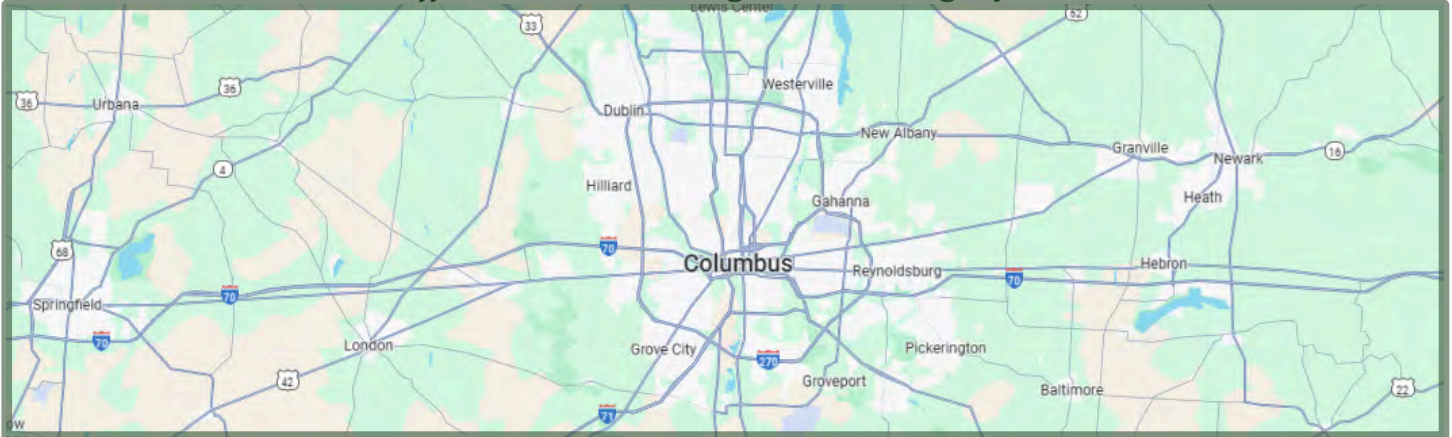 Lewis Center
33
62
36
36
Urbana
Westerville
Dublin
New Albany
Granville
16
Newark
4
Hilliard
Heath
Gahanna
68
70
Columbus
Reynoldsburg
70
Hebron
70
Springfield
70
London
Grove City
270
Pickerington
42
Groveport
Baltimore
22
71
ow